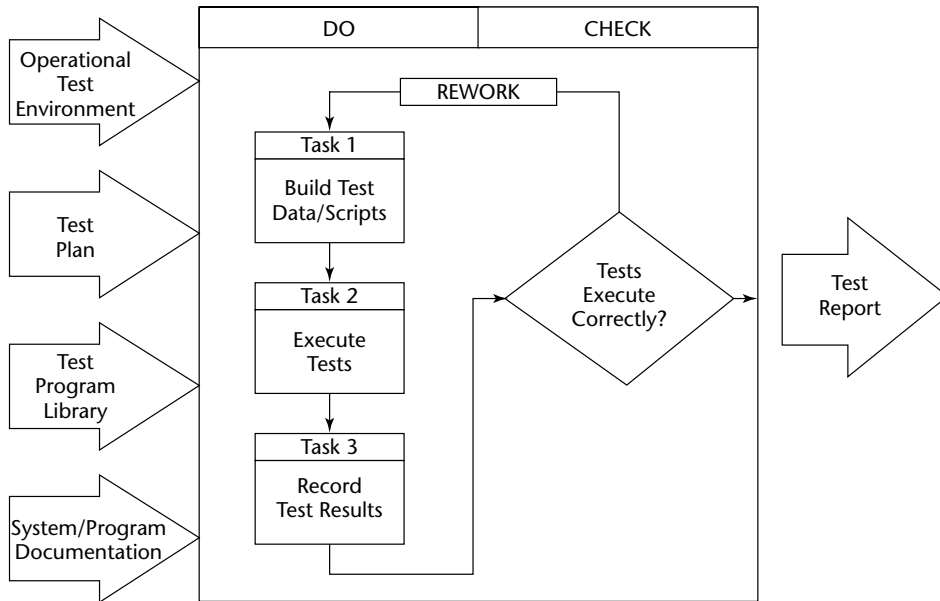 DO
CHECK
Operational
Test
Environment
Test
Plan
Test
Program
Library
System/Program
Documentation
REWORK
Task 1
Build Test
Data/Scripts
Task 2
Execute
Tests
Task 3
Record
Test Results
Tests
Execute
Correctly?
Test
Report